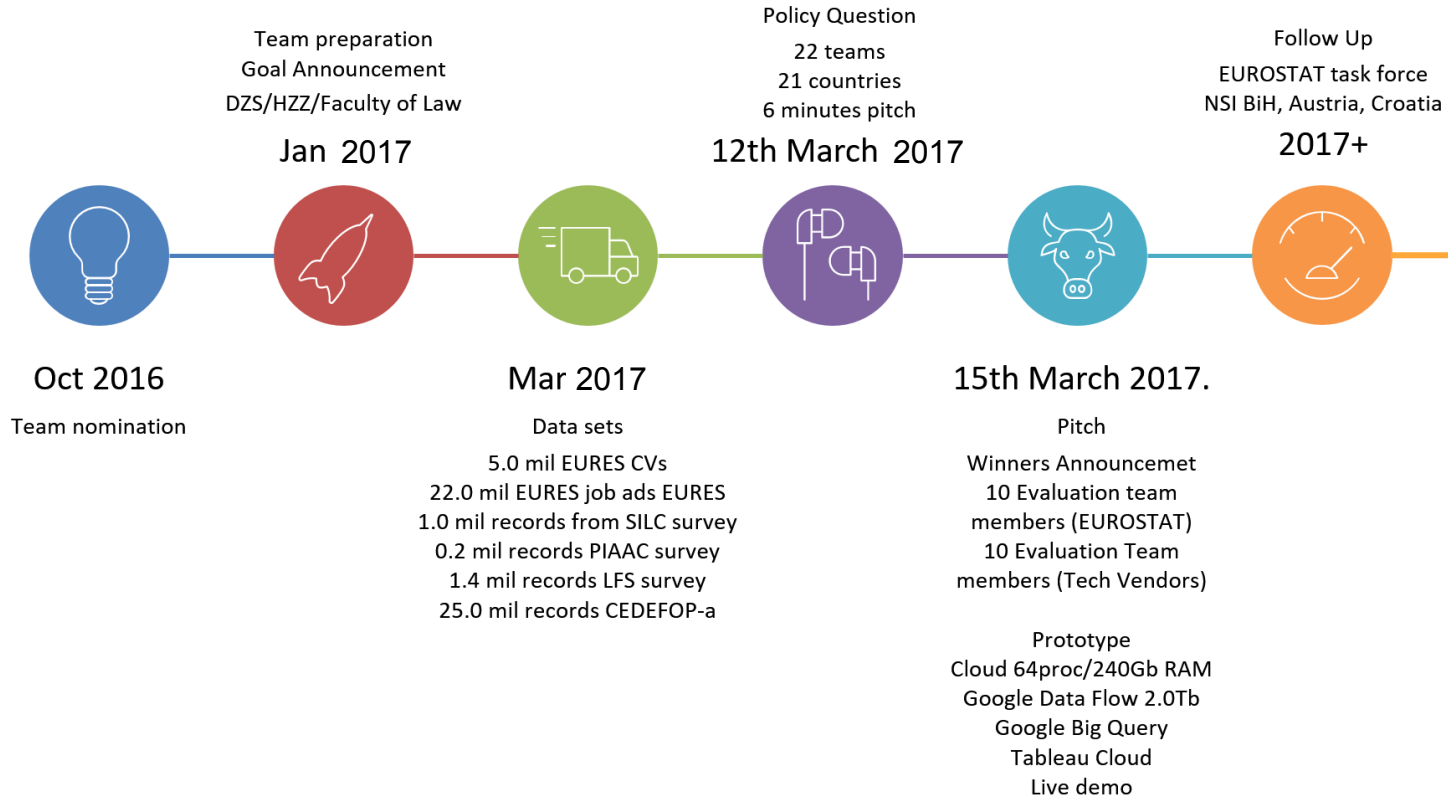 Oct 2016
Team nomination
Team preparation
Goal Announcement
DZS/HZZ/Faculty of Law
Jan 2017
Mar 2017
Data sets
5.0 mil EURES CVs
22.0 mil EURES job ads EURES
1.0 mil records from SILC survey
0.2 mil records PIAAC survey
1.4 mil records LFS survey
25.0 mil records CEDEFOP-a
Policy Question
22 teams
21 countries
6 minutes pitch
12th March 2017
15th March 2017.
Pitch
Winners Announcemet
10 Evaluation team
members (EUROSTAT)
10 Evaluation Team
members (Tech Vendors)
Prototype
Cloud 64proc/240Gb RAM
Google Data Flow 2.0Tb
Google Big Query
Tableau Cloud
Live demo
Follow Up
EUROSTAT task force
NSI BiH, Austria, Croatia
2017+